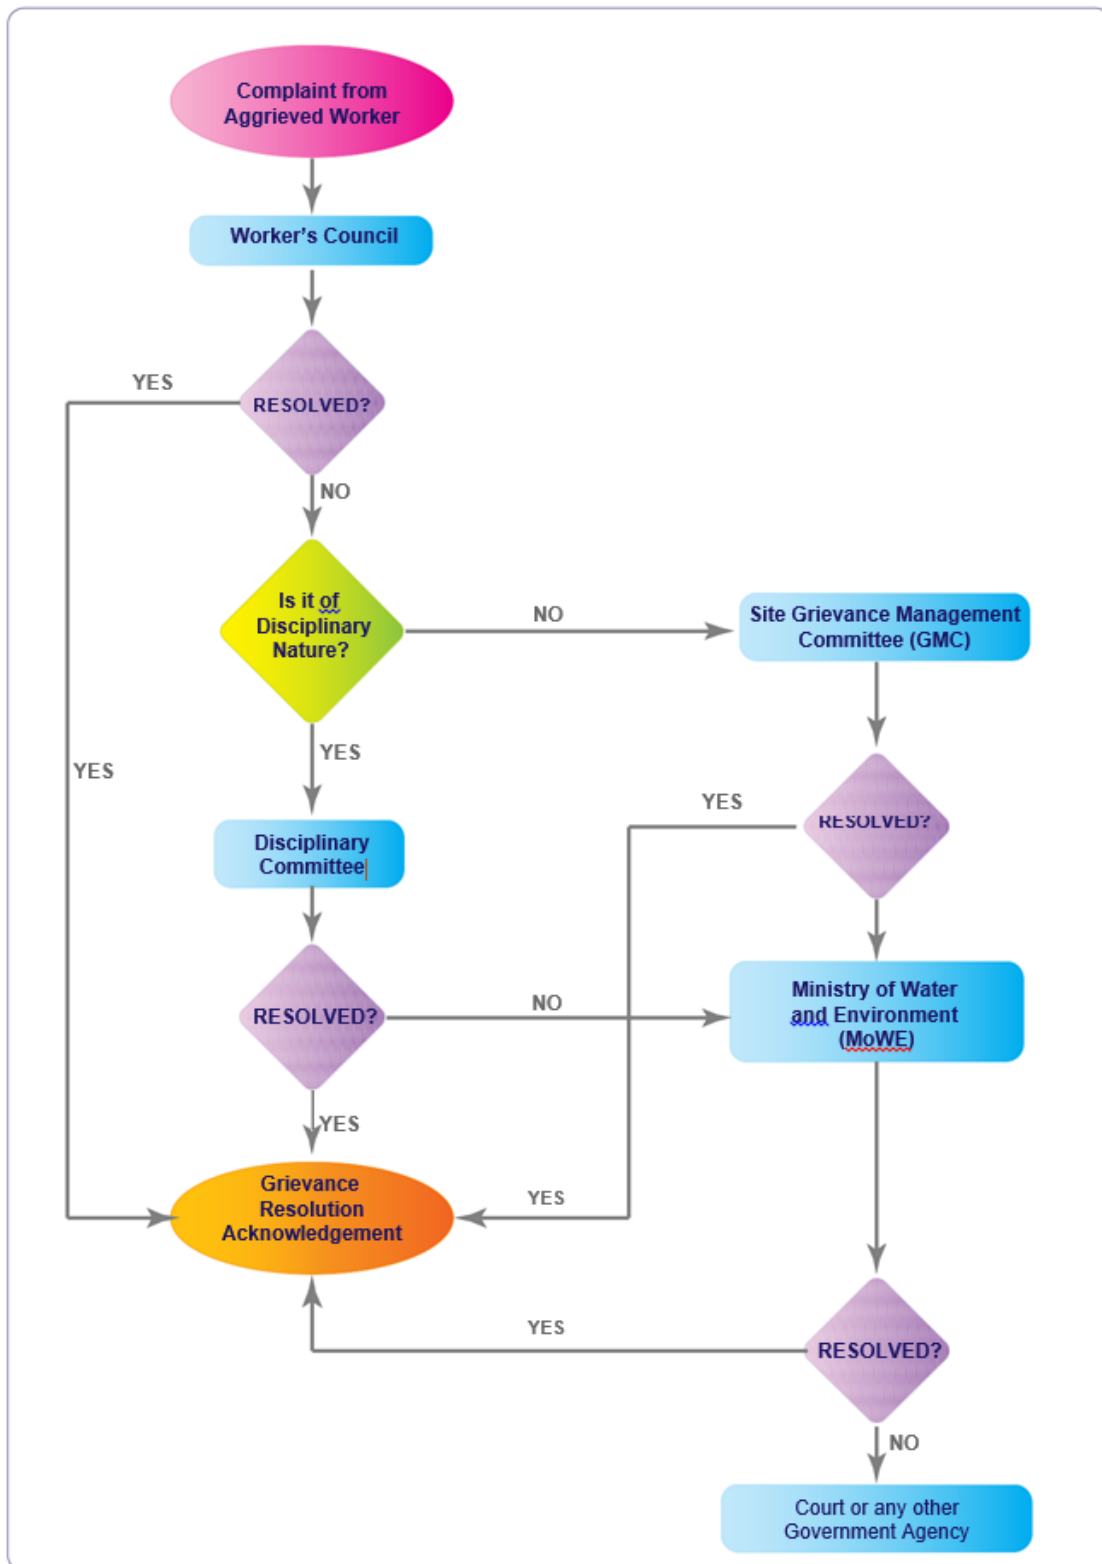 Complaint from
Aggrieved Worker
Worker's Council
YES
RESOLVED?
NO
Is it of
Disciplinary
Nature?
NO
Site Grievance Management
Committee (GMC)
YES
YES
YES
RESOLVED?
Disciplinary
Committee
RESOLVED?
NO
Ministry of Water
and Environment
(MoWE)
YES
Grievance
Resolution
Acknowledgement
YES
YES
RESOLVED?
NO
Court or any other
Government Agency